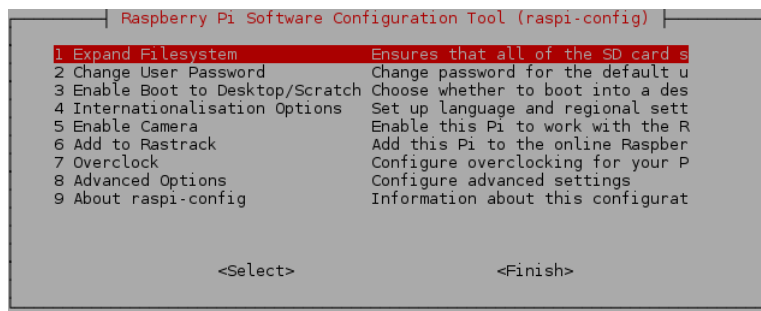 Raspberry Pi Software Configuration Tool (raspi-config)
1 Expand Filesystem Ensures that all of the SD card s
2 Change User Password Change password for the default u
3 Enable Boot to Desktop/Scratch Choose whether to boot into a des
4 Internationalisation Options Set up language and regional sett
5 Enable Camera Enable this Pi to work with the R
6 Add to Rastrack Add this Pi to the online Raspber
7 Overclock Configure overclocking for your P
8 Advanced Options Configure advanced settings
9 About raspi-config Information about this configurat
<Select> <Finish>